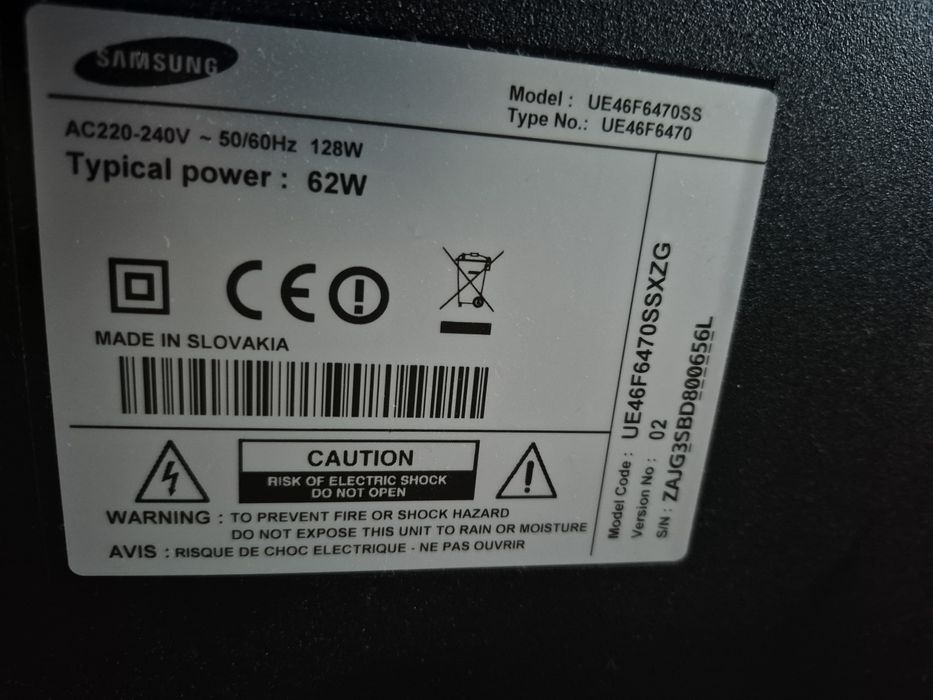 SAMSUNG
Model : UE46F6470SS
Type No.: UE46F6470
AC220-240V ~ 50/60Hz 128W
Typical power : 62W
CE
MADE IN SLOVAKIA
CAUTION
RISK OF ELECTRIC SHOCK
DO NOT OPEN
WARNING : TO PREVENT FIRE OR SHOCK HAZARD
DO NOT EXPOSE THIS UNIT TO RAIN OR MOISTURE
AVIS : RISQUE DE CHOC ELECTRIQUE - NE PAS OUVRIR
Model Code : UE46F6470SSXZG
Version No : 02
S/N : ZAJG3SBD800656L